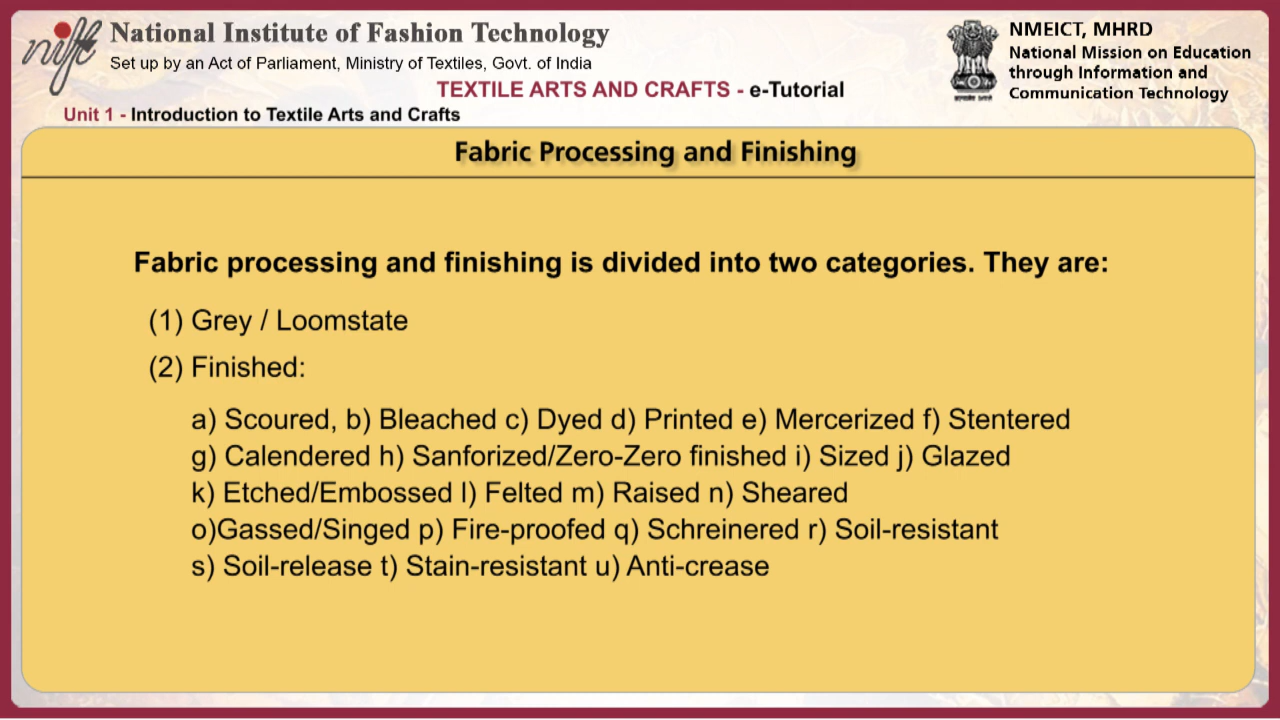 nift
National Institute of Fashion Technology
Set up by an Act of Parliament, Ministry of Textiles, Govt. of India
NMEICT, MHRD
National Mission on Education
through Information and
Communication Technology
TEXTILE ARTS AND CRAFTS - e-Tutorial
Unit 1 - Introduction to Textile Arts and Crafts
Fabric Processing and Finishing
Fabric processing and finishing is divided into two categories. They are:
(1) Grey / Loomstate
(2) Finished:
a) Scoured, b) Bleached c) Dyed d) Printed e) Mercerized f) Stentered
g) Calendered h) Sanforized/Zero-Zero finished i) Sized j) Glazed
k) Etched/Embossed l) Felted m) Raised n) Sheared
o)Gassed/Singed p) Fire-proofed q) Schreinered r) Soil-resistant
s) Soil-release t) Stain-resistant u) Anti-crease